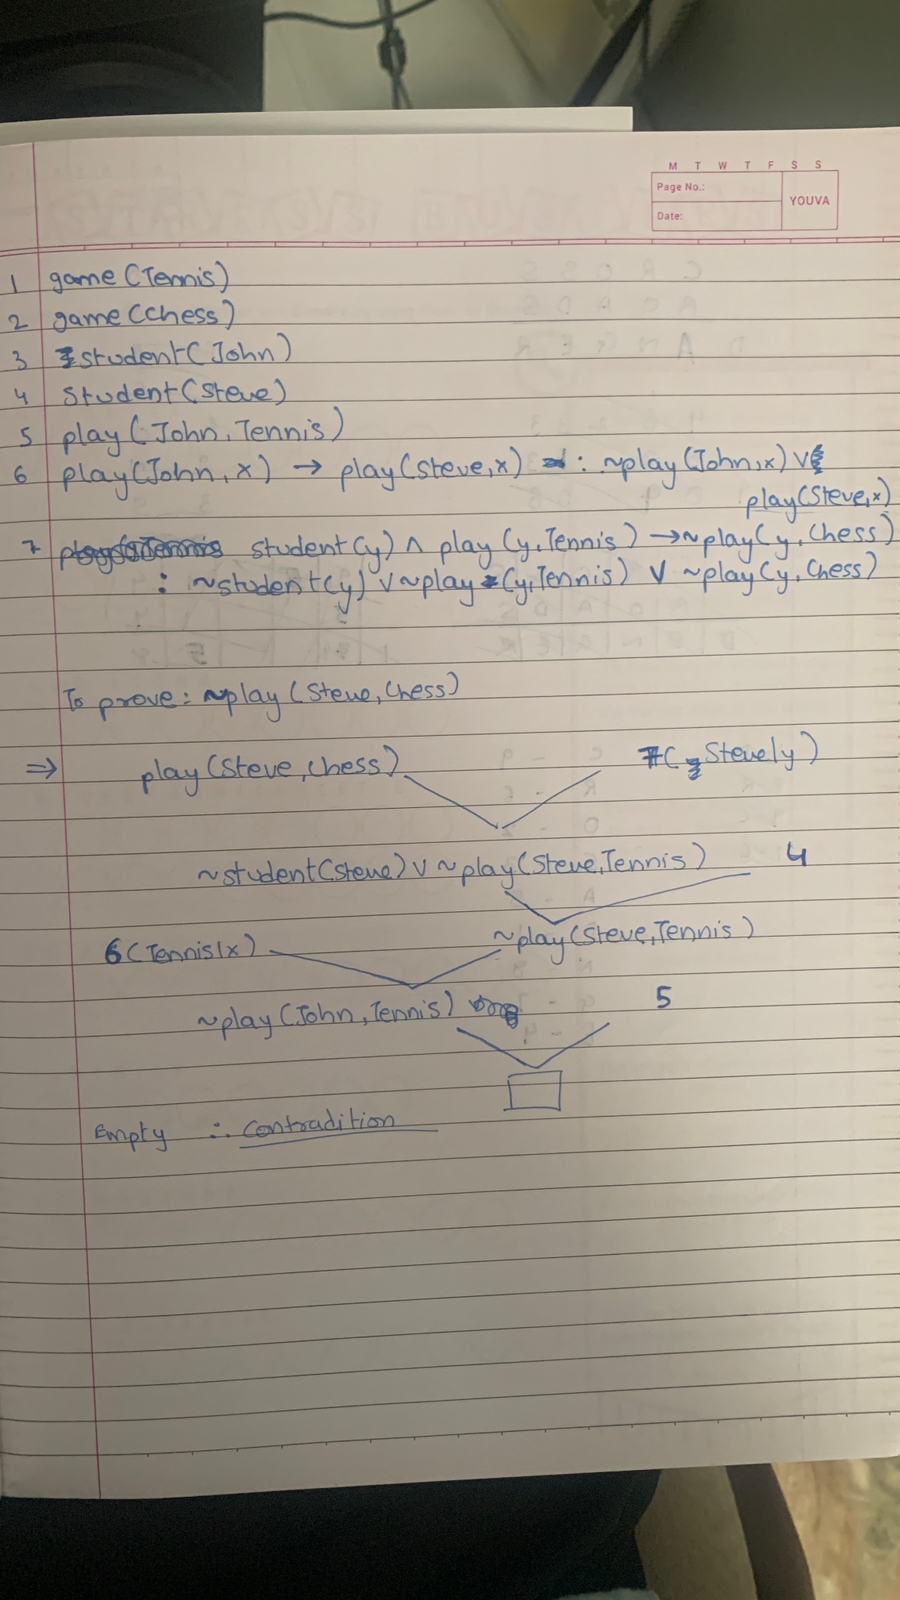 M T W T F S S
Page No.:
YOUVA
Date:
1 game(Tennis)
2 game(Chess)
3 student(John)
4 Student(Steve)
5 play(John, Tennis)
6 play(John, x) → play(Steve, x) : ~play(John, x) ∨
play(Steve, x)
7 student(y) ∧ play(y, Tennis) → ~play(y, Chess)
: ~student(y) ∨ ~play(y, Tennis) ∨ ~play(y, Chess)
To prove: ~play(Steve, Chess)
⇒ play(Steve, Chess) 7(Steve|y)
~student(Steve) ∨ ~play(Steve, Tennis) 4
~play(Steve, Tennis)
6(Tennis|x)
~play(John, Tennis) 5
Empty ∴ Contradition